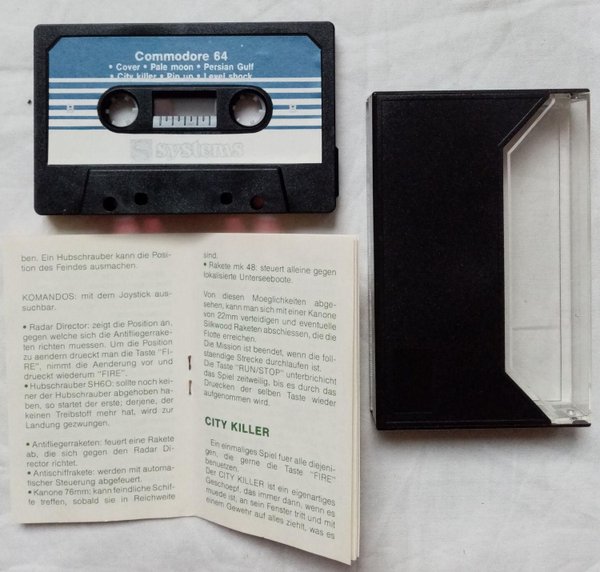 Commodore 64
• Cover • Pale moon • Persian Gulf
• City killer • Pin up • Level shock
systems
ben. Ein Hubschrauber kann die Posi-
tion des Feindes ausmachen.
KOMANDOS: mit dem Joystick aus-
suchbar.
• Radar Director: zeigt die Position an,
gegen welche sich die Antifliegerrake-
ten richten muessen. Um die Position
zu aendern drueckt man die Taste "FI-
RE", nimmt die Aenderung vor und
drueckt wiederum "FIRE".
• Hubschrauber SH60: sollte noch kei-
ner der Hubschrauber abgehoben ha-
ben, so startet der erste; derjene, der
keinen Treibstoff mehr hat, wird zur
Landung gezwungen.
• Antifliegerraketen: feuert eine Rakete
ab, die sich gegen den Radar Di-
rector richtet.
• Antischiffrakete: werden mit automa-
tischer Steuerung abgefeuert.
• Kanone 76mm: kann feindliche Schif-
fe treffen, sobald sie in Reichweite
sind.
• Rakete mk 48: steuert alleine gegen
lokalisierte Unterseeboote.
Von diesen Moeglichkeiten abge-
sehen, kann man sich mit einer Kanone
von 22mm verteidigen und eventuelle
Silkwood Raketen abschiessen, die die
Flote erreichen.
Die Mission ist beendet, wenn die foll-
staendige Strecke durchlaufen ist.
Die Taste "RUN/STOP" unterbrichicht
das Spiel zeitweilig, bis es durch das
Druecken der selben Taste wieder
aufgenommen wird.
CITY KILLER
Ein einmaliges Spiel fuer alle diejeni-
gen, die gerne die Taste "FIRE"
benuetzen.
Der CITY KILLER ist ein eigenartiges
Geschoepf, das immer dann, wenn es
muede ist, an sein Fenster tritt und mit
einem Gewehr auf alles zieht, was es